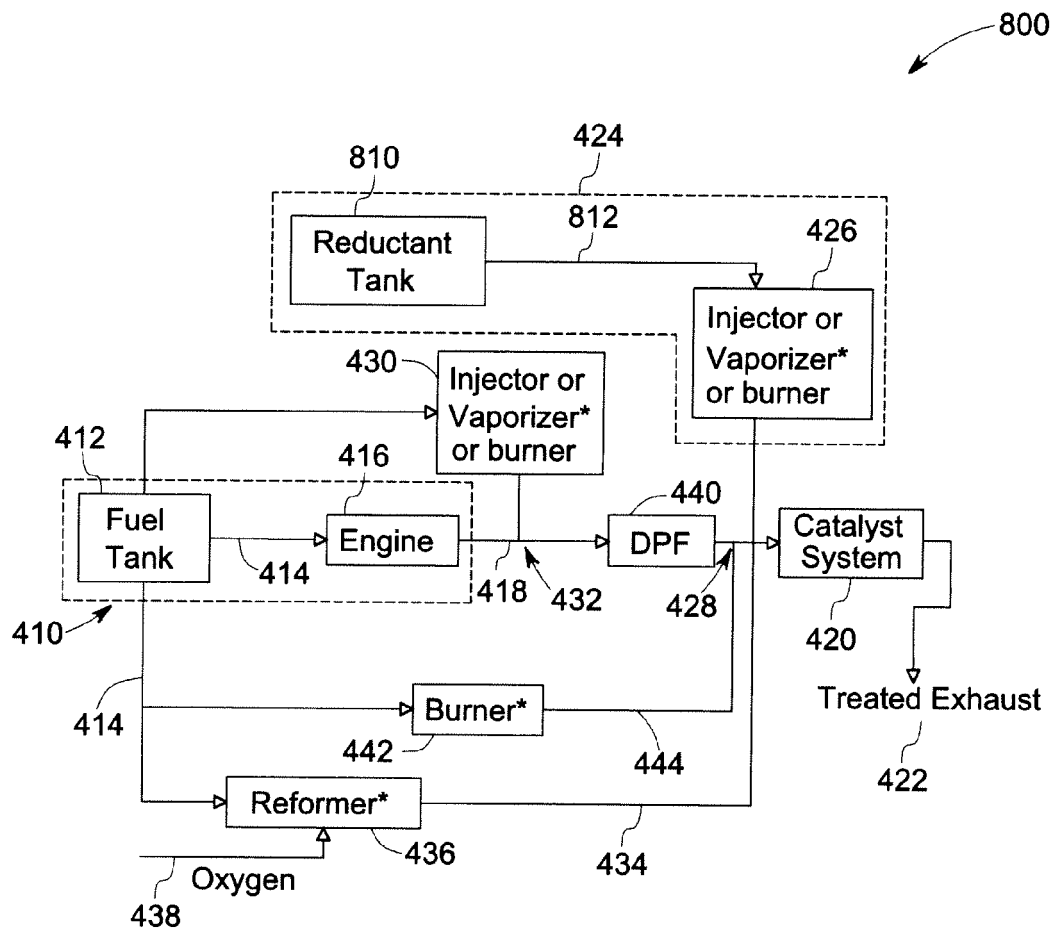 800
424
810
812
426
Reductant
Tank
Injector or
Vaporizer*
or burner
430
Injector or
Vaporizer*
or burner
412
416
440
Fuel
Tank
414
Engine
418
432
DPF
428
Catalyst
System
420
410
Treated Exhaust
422
414
Burner*
442
444
Reformer*
436
434
Oxygen
438